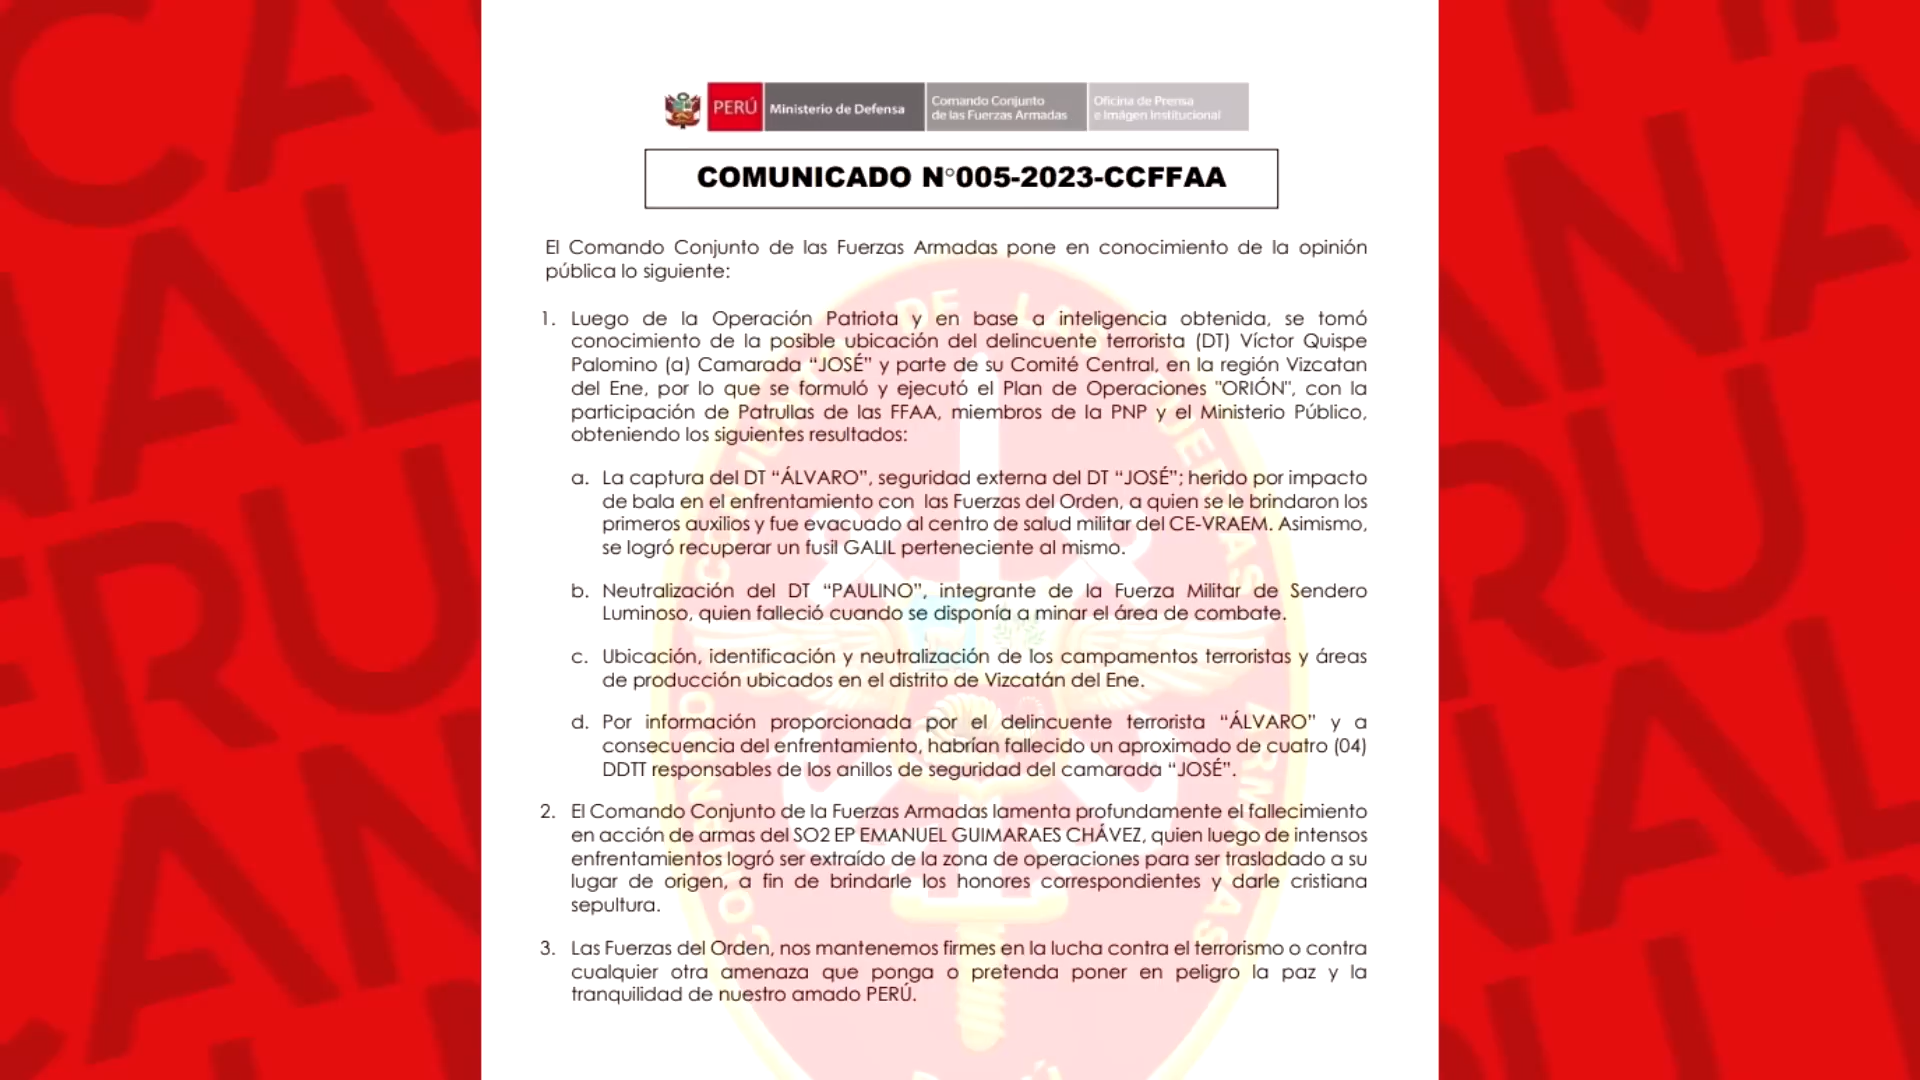 PERÚ
Ministerio de Defensa
Comando Conjunto
de las Fuerzas Armadas
Oficina de Prensa
e Imágen Institucional
COMUNICADO N°005-2023-CCFFAA
El Comando Conjunto de las Fuerzas Armadas pone en conocimiento de la opinión
pública lo siguiente:
1. Luego de la Operación Patriota y en base a inteligencia obtenida, se tomó
conocimiento de la posible ubicación del delincuente terrorista (DT) Víctor Quispe
Palomino (a) Camarada “JOSÉ” y parte de su Comité Central, en la región Vizcatan
del Ene, por lo que se formuló y ejecutó el Plan de Operaciones "ORIÓN", con la
participación de Patrullas de las FFAA, miembros de la PNP y el Ministerio Público,
obteniendo los siguientes resultados:
a. La captura del DT “ÁLVARO”, seguridad externa del DT “JOSÉ”; herido por impacto
de bala en el enfrentamiento con las Fuerzas del Orden, a quien se le brindaron los
primeros auxilios y fue evacuado al centro de salud militar del CE-VRAEM. Asimismo,
se logró recuperar un fusil GALIL perteneciente al mismo.
b. Neutralización del DT “PAULINO”, integrante de la Fuerza Militar de Sendero
Luminoso, quien falleció cuando se disponía a minar el área de combate.
c. Ubicación, identificación y neutralización de los campamentos terroristas y áreas
de producción ubicados en el distrito de Vizcatán del Ene.
d. Por información proporcionada por el delincuente terrorista “ÁLVARO” y a
consecuencia del enfrentamiento, habrían fallecido un aproximado de cuatro (04)
DDTT responsables de los anillos de seguridad del camarada “JOSÉ”.
2. El Comando Conjunto de la Fuerzas Armadas lamenta profundamente el fallecimiento
en acción de armas del SO2 EP EMANUEL GUIMARAES CHÁVEZ, quien luego de intensos
enfrentamientos logró ser extraído de la zona de operaciones para ser trasladado a su
lugar de origen, a fin de brindarle los honores correspondientes y darle cristiana
sepultura.
3. Las Fuerzas del Orden, nos mantenemos firmes en la lucha contra el terrorismo o contra
cualquier otra amenaza que ponga o pretenda poner en peligro la paz y la
tranquilidad de nuestro amado PERÚ.
COMANDO CONJUNTO DE LAS FUERZAS ARMADAS